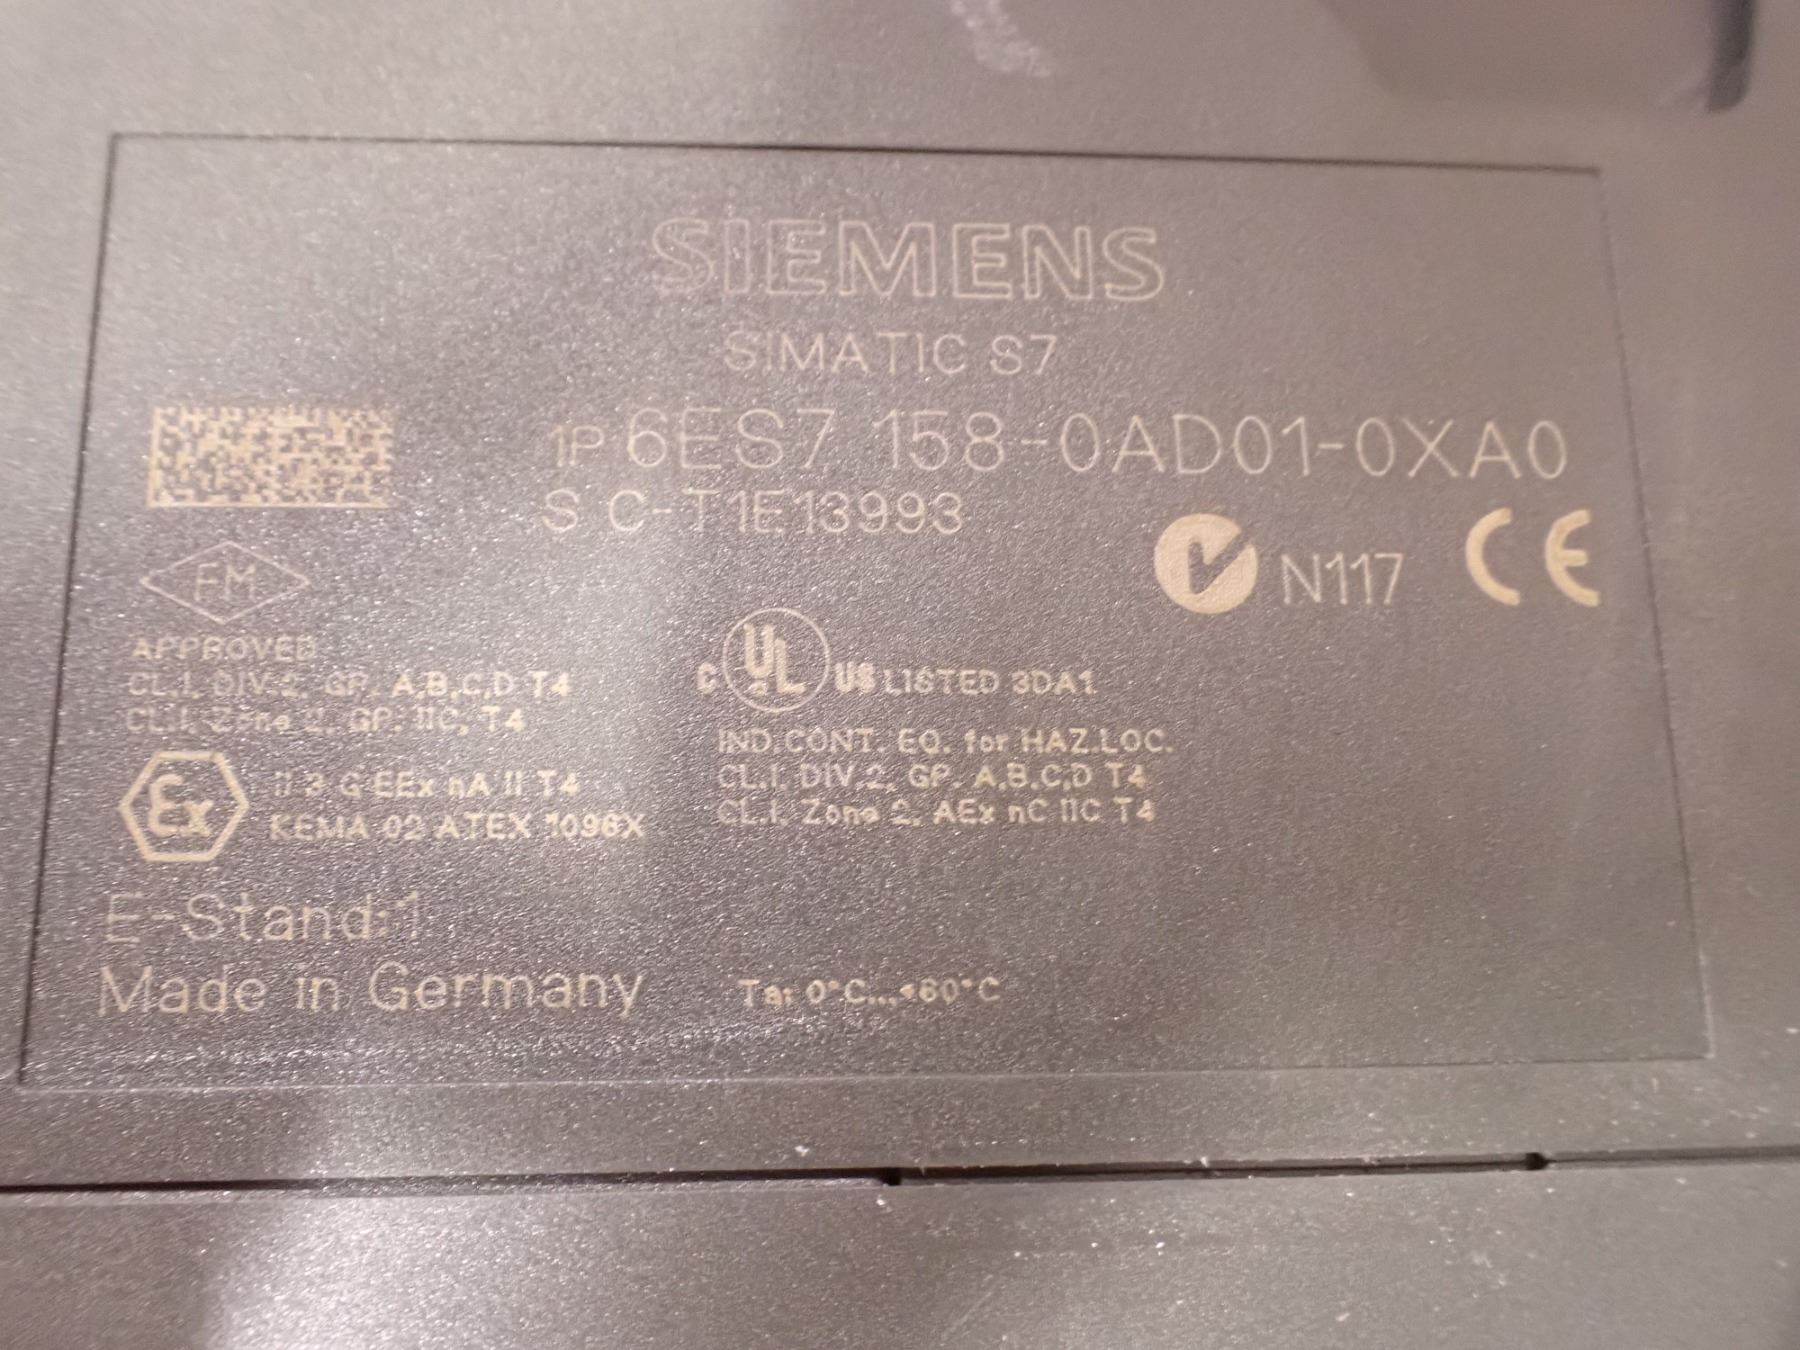 SIEMENS
SIMATIC S7
1P 6ES7 158-0AD01-0XA0
S C-T1E13993
N117 CE
FM
APPROVED
CL.I, DIV.2, GP. A,B,C,D T4
CL.I, Zone 2, GP. IIC, T4
C UL US LISTED 3DA1
IND.CONT. EQ. for HAZ.LOC.
CL.I, DIV.2, GP. A,B,C,D T4
CL.I, Zone 2, AEx nC IIC T4
Ex II 3 G EEx nA II T4
KEMA 02 ATEX 1096X
E-Stand:1
Made in Germany
Ta: 0°C...+60°C